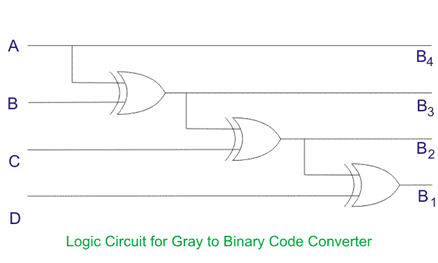 A
B₄
B
B₃
C
B₂
D
B₁
Logic Circuit for Gray to Binary Code Converter